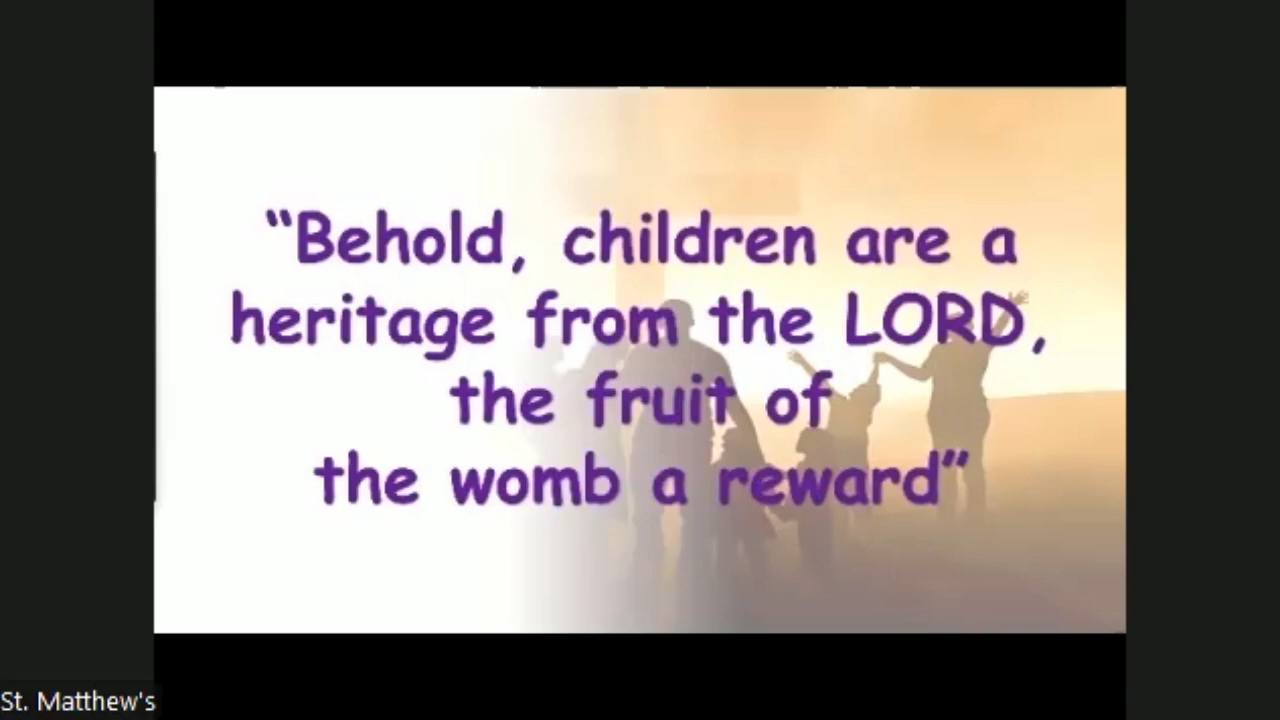 “Behold, children are a
heritage from the LORD,
the fruit of
the womb a reward”
St. Matthew's